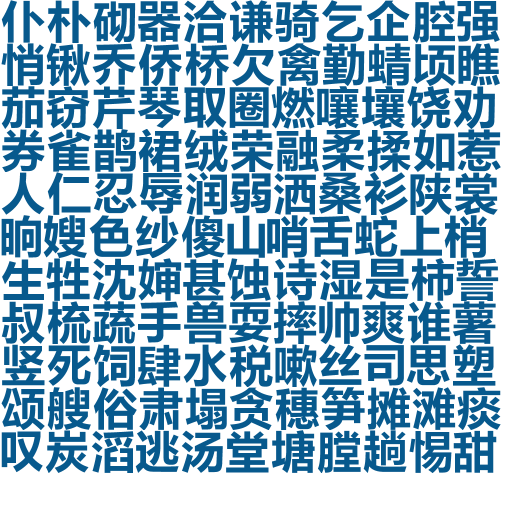 仆朴砌器洽谦骑乞企腔强
悄锹乔侨桥欠禽勤蜻顷瞧
茄窃芹琴取圈燃嚷壤饶劝
券雀鹊裙绒荣融柔揉如惹
人仁忍辱润弱洒桑衫陕裳
晌嫂色纱傻山哨舌蛇上梢
生牲沈婶甚蚀诗湿是柿誓
叔梳蔬手兽耍摔帅爽谁薯
竖死饲肆水税嗽丝司思塑
颂艘俗肃塌贪穗笋摊滩痰
叹炭滔逃汤堂塘膛趟惕甜